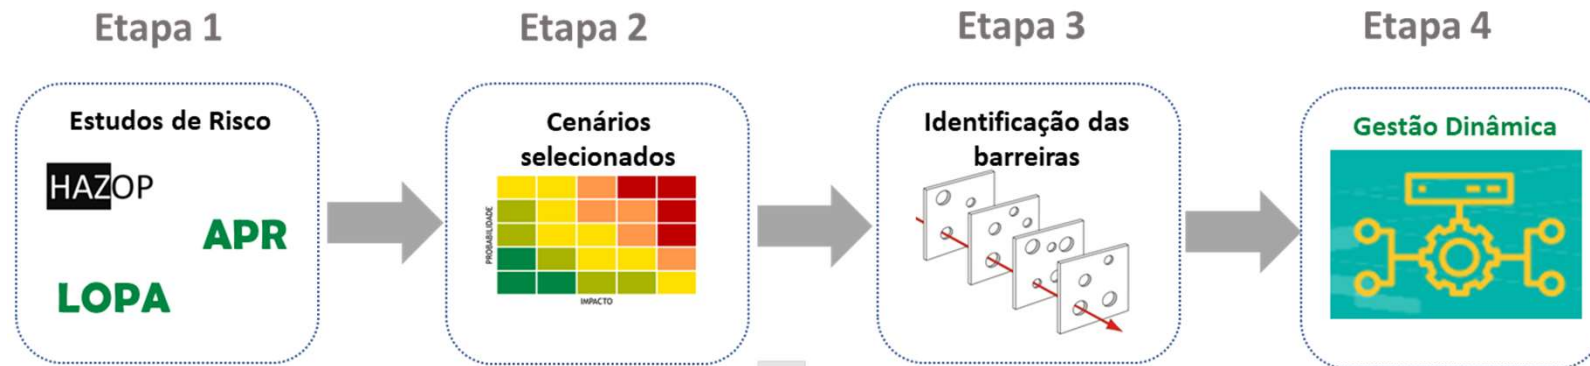 Etapa 1
Etapa 2
Etapa 3
Etapa 4
Estudos de Risco
HAZOP
APR
LOPA
Cenários
selecionados
PROBABILIDADE
IMPACTO
Identificação das
barreiras
Gestão Dinâmica